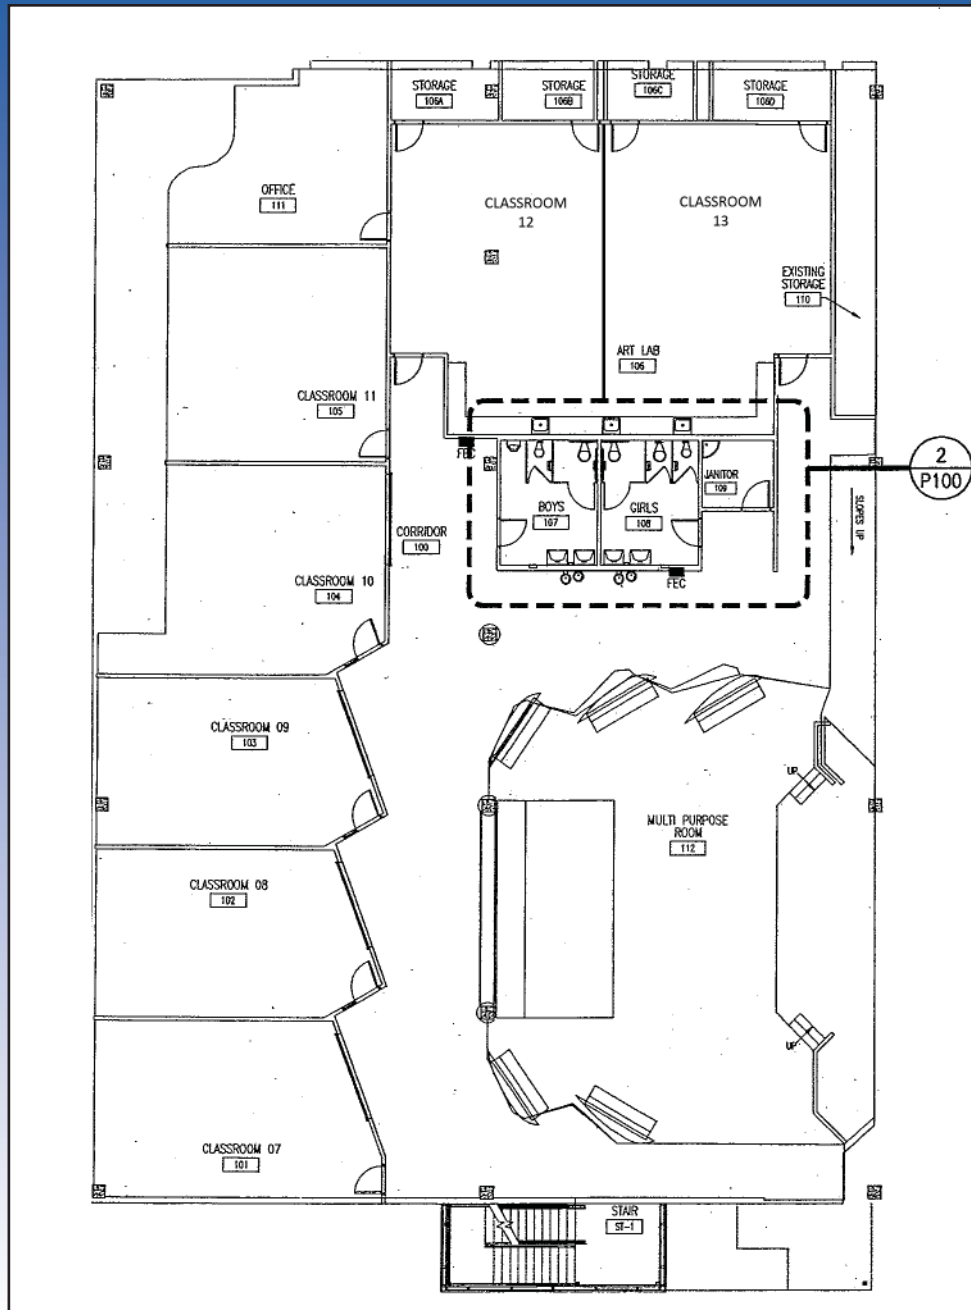 STORAGE
106A
STORAGE
106B
STORAGE
106C
STORAGE
106D
OFFICE
111
CLASSROOM
12
CLASSROOM
13
EXISTING
STORAGE
110
ART LAB
106
CLASSROOM 11
105
FEC
2
P100
JANITOR
109
BOYS
107
GIRLS
108
SLOPES UP
CORRIDOR
100
CLASSROOM 10
104
FEC
CLASSROOM 09
103
UP
MULTI PURPOSE
ROOM
112
CLASSROOM 08
102
UP
CLASSROOM 07
101
STAIR
ST-1